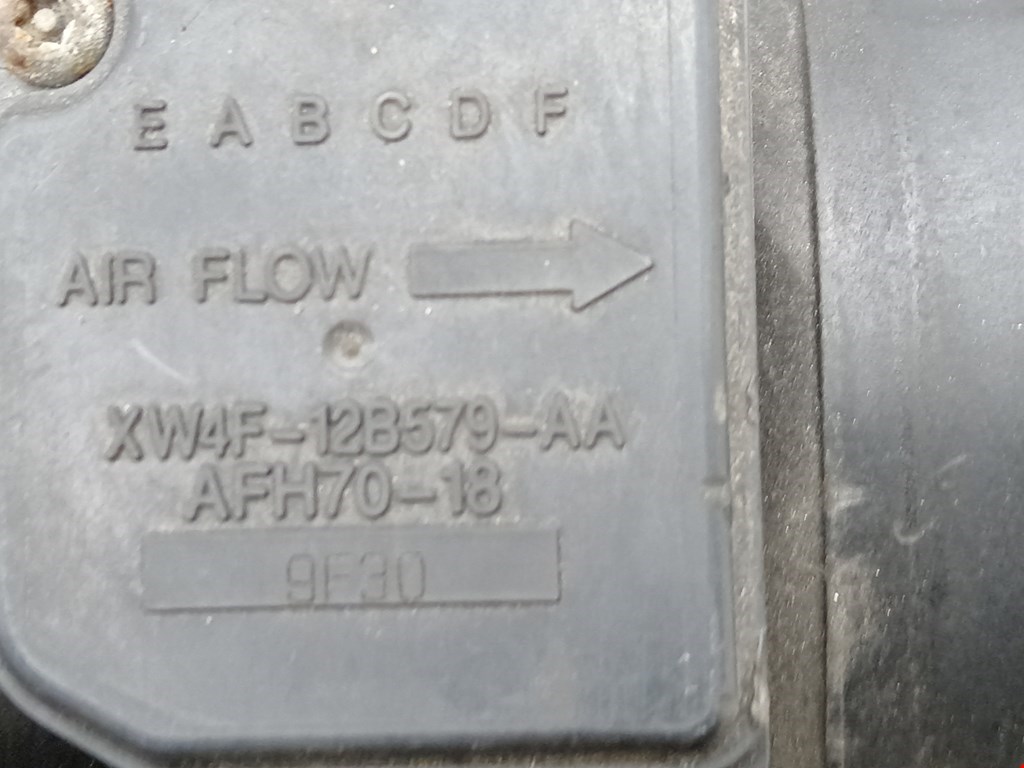 E A B C D F
AIR FLOW
XW4F-12B579-AA
AFH70-18
9F30